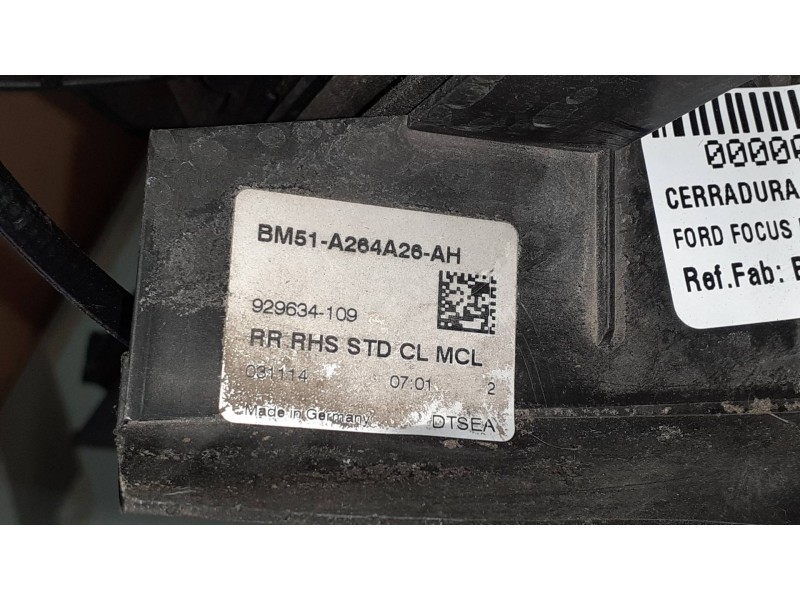 BM51-A264A26-AH
929634-109
RR RHS STD CL MCL
031114 07:01 2
Made in Germany DTSEA
CERRADURA
FORD FOCUS
Ref.Fab: